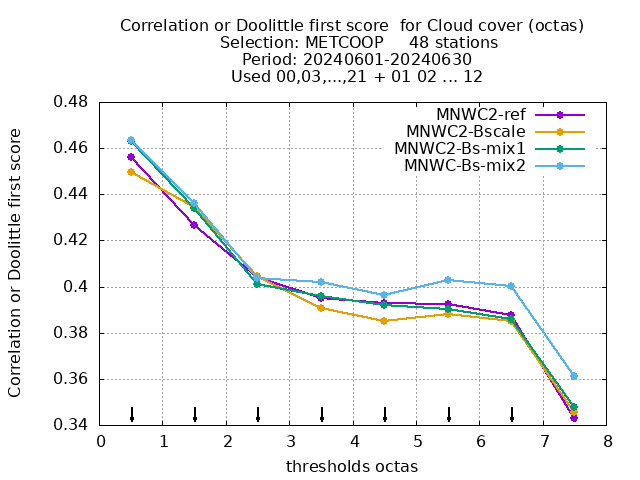 Correlation or Doolittle first score  for Cloud cover (octas)
Selection: METCOOP     48 stations
Period: 20240601-20240630
Used 00,03,...,21 + 01 02 ... 12
Correlation or Doolittle first score
0.48
0.46
0.44
0.42
0.4
0.38
0.36
0.34
MNWC2-ref
MNWC2-Bscale
MNWC2-Bs-mix1
MNWC-Bs-mix2
0 1 2 3 4 5 6 7 8
thresholds octas